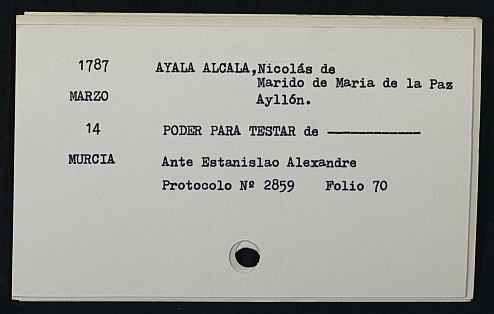 1787 AYALA ALCALA,Nicolás de
Marido de Maria de la Paz
MARZO Ayllón.
14 PODER PARA TESTAR de ------------
MURCIA Ante Estanislao Alexandre
Protocolo Nº 2859 Folio 70